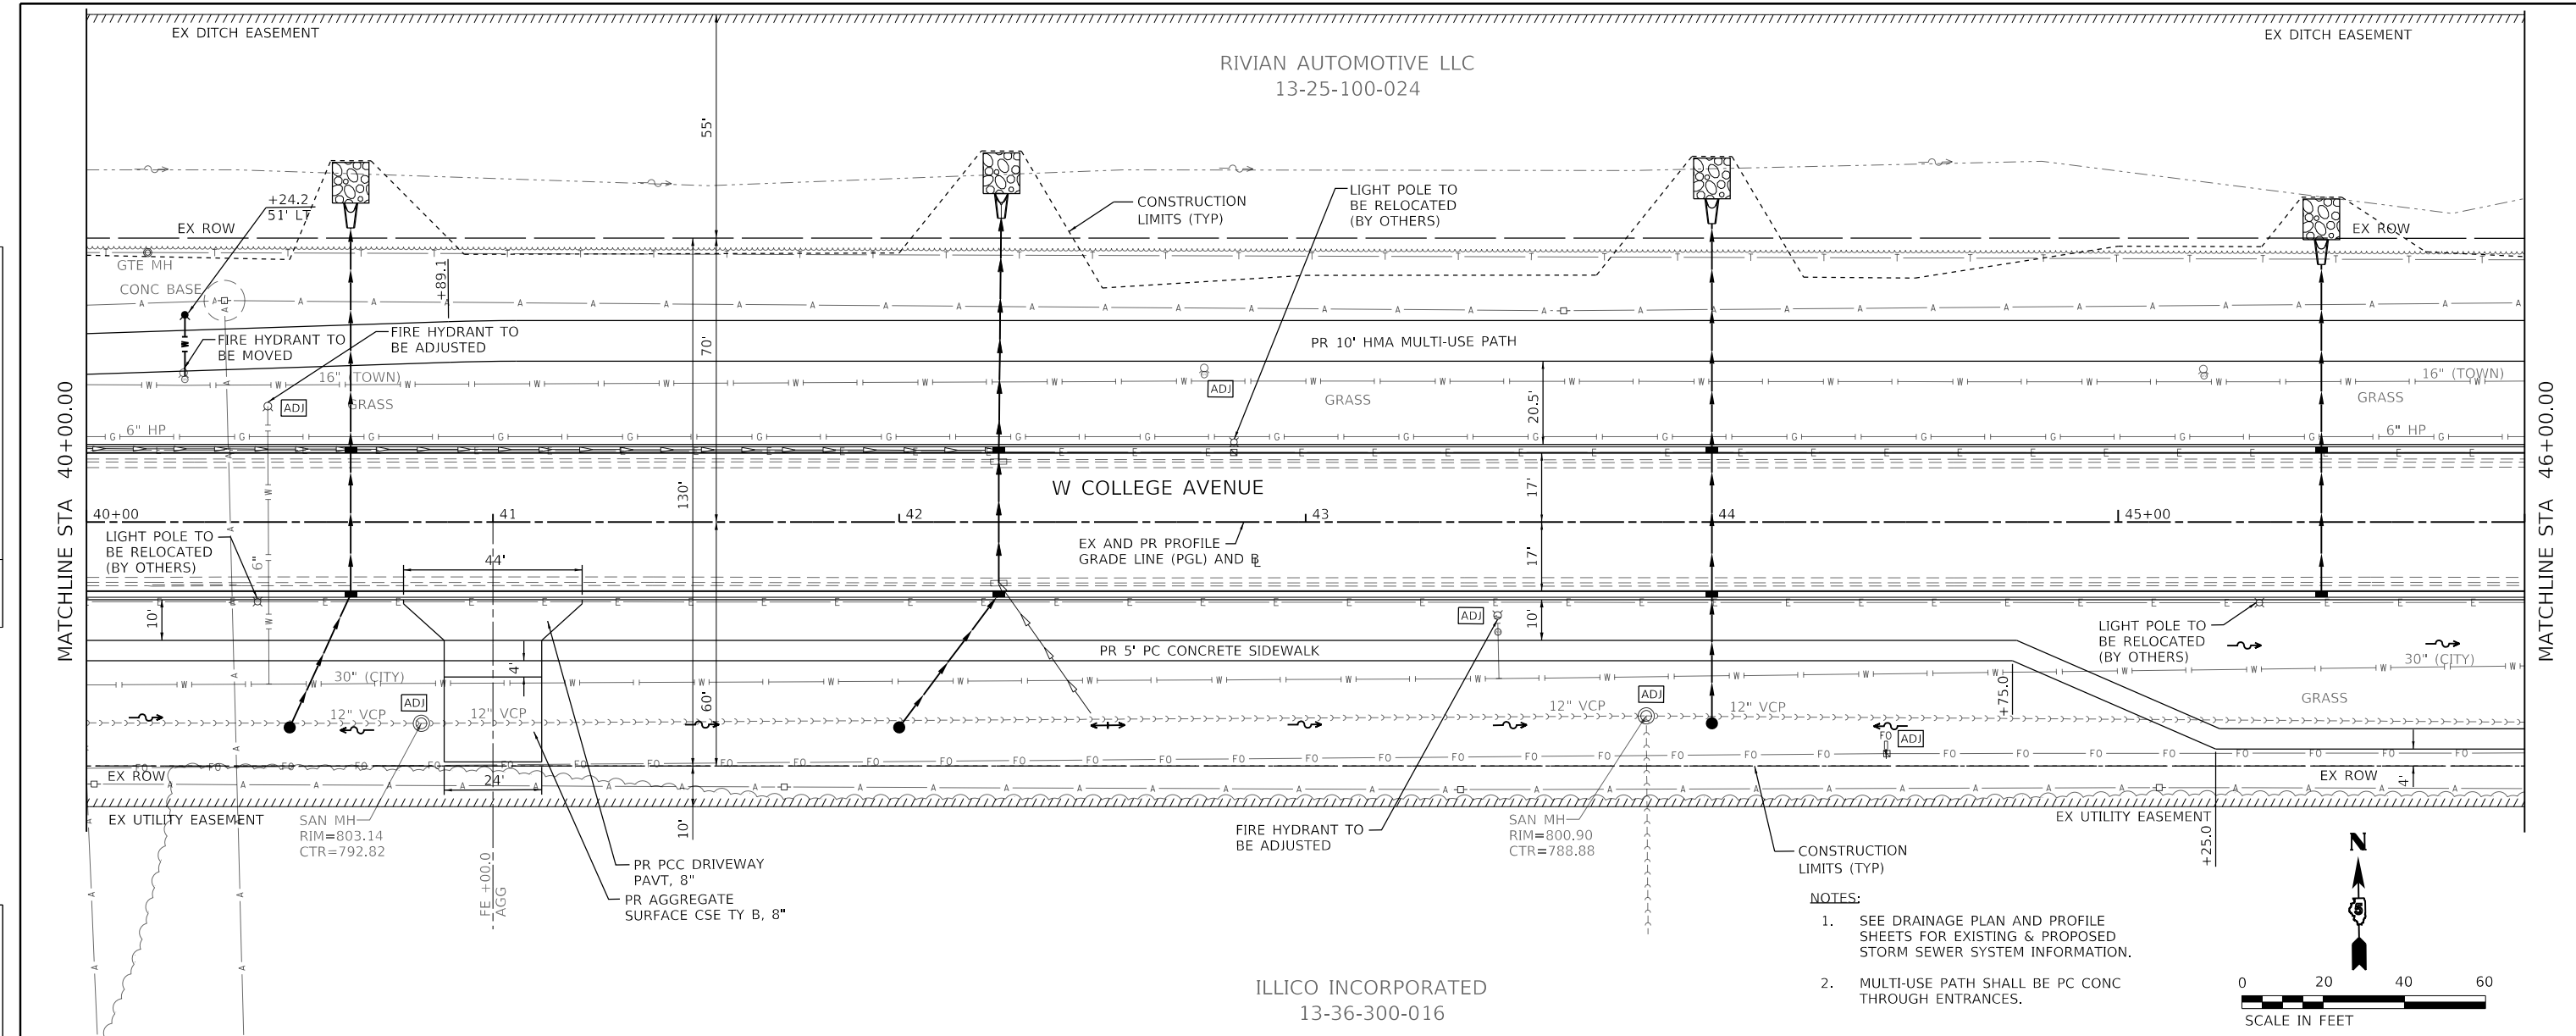 EX DITCH EASEMENT
EX DITCH EASEMENT
RIVIAN AUTOMOTIVE LLC
13-25-100-024
55'
+24.2
51' LT
EX ROW
CONSTRUCTION
LIMITS (TYP)
LIGHT POLE TO
BE RELOCATED
(BY OTHERS)
EX ROW
GTE MH
CONC BASE
+89.1
FIRE HYDRANT TO
BE MOVED
FIRE HYDRANT TO
BE ADJUSTED
70'
PR 10' HMA MULTI-USE PATH
16" (TOWN)
16" (TOWN)
ADJ
ADJ
GRASS
GRASS
GRASS
20.5'
6" HP
6" HP
MATCHLINE STA 40+00.00
MATCHLINE STA 46+00.00
130'
W COLLEGE AVENUE
17'
40+00
41
42
43
44
45+00
LIGHT POLE TO
BE RELOCATED
(BY OTHERS)
6"
44'
EX AND PR PROFILE
GRADE LINE (PGL) AND BL
17'
10'
10'
ADJ
LIGHT POLE TO
BE RELOCATED
(BY OTHERS)
PR 5' PC CONCRETE SIDEWALK
4'
30" (CITY)
30" (CITY)
60'
ADJ
ADJ
+75.0
GRASS
12" VCP
12" VCP
12" VCP
12" VCP
FO
ADJ
EX ROW
24'
EX ROW
4'
EX UTILITY EASEMENT
EX UTILITY EASEMENT
SAN MH
RIM=803.14
CTR=792.82
10'
FIRE HYDRANT TO
BE ADJUSTED
SAN MH
RIM=800.90
CTR=788.88
+25.0
CONSTRUCTION
LIMITS (TYP)
FE +00.0
AGG
PR PCC DRIVEWAY
PAVT, 8"
PR AGGREGATE
SURFACE CSE TY B, 8"
NOTES:
1. SEE DRAINAGE PLAN AND PROFILE
SHEETS FOR EXISTING & PROPOSED
STORM SEWER SYSTEM INFORMATION.
2. MULTI-USE PATH SHALL BE PC CONC
THROUGH ENTRANCES.
N
5
ILLICO INCORPORATED
13-36-300-016
0 20 40 60
SCALE IN FEET